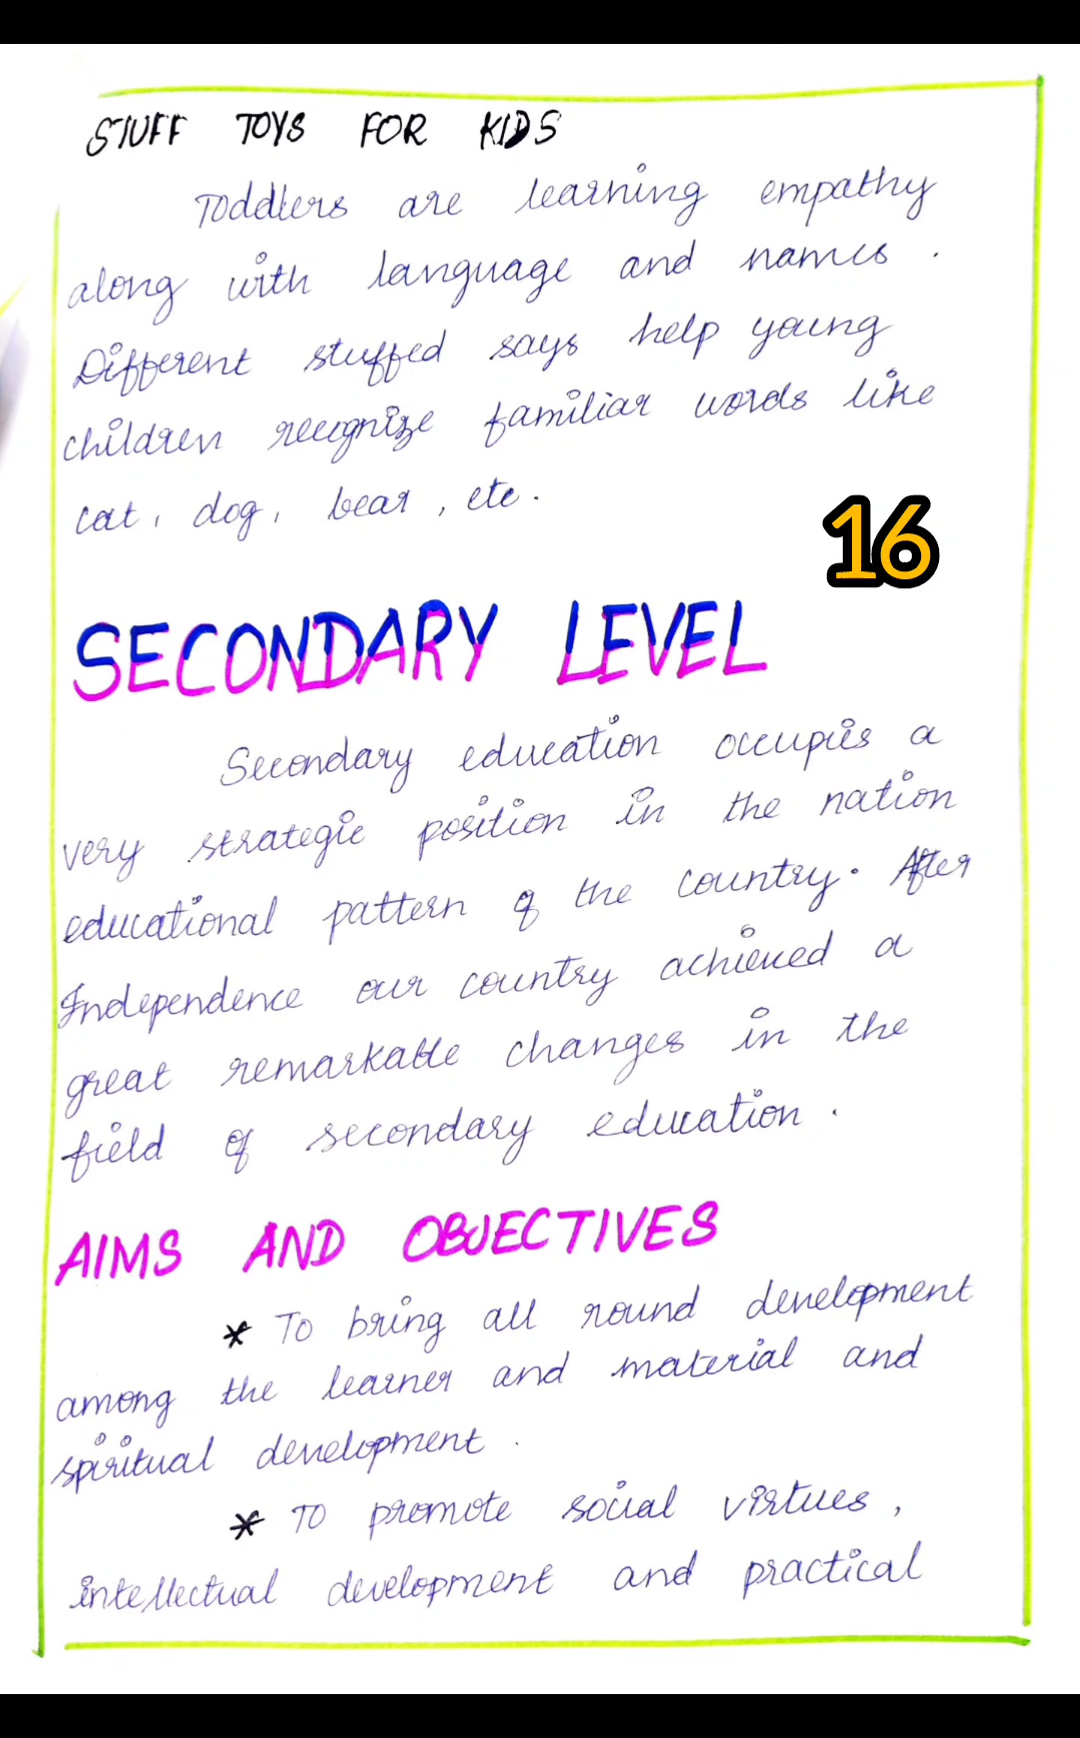 STUFF TOYS FOR KIDS
Toddlers are learning empathy
along with language and names.
Different stuffed says help young
children recognize familiar words like
cat, dog, bear, etc.
16
SECONDARY LEVEL
Secondary education occupies a
very strategic position in the nation
educational pattern of the country. After
Independence our country achieved a
great remarkable changes in the
field of secondary education.
AIMS AND OBJECTIVES
* To bring all round development
among the learner and material and
spiritual development.
* To promote social virtues,
intellectual development and practical